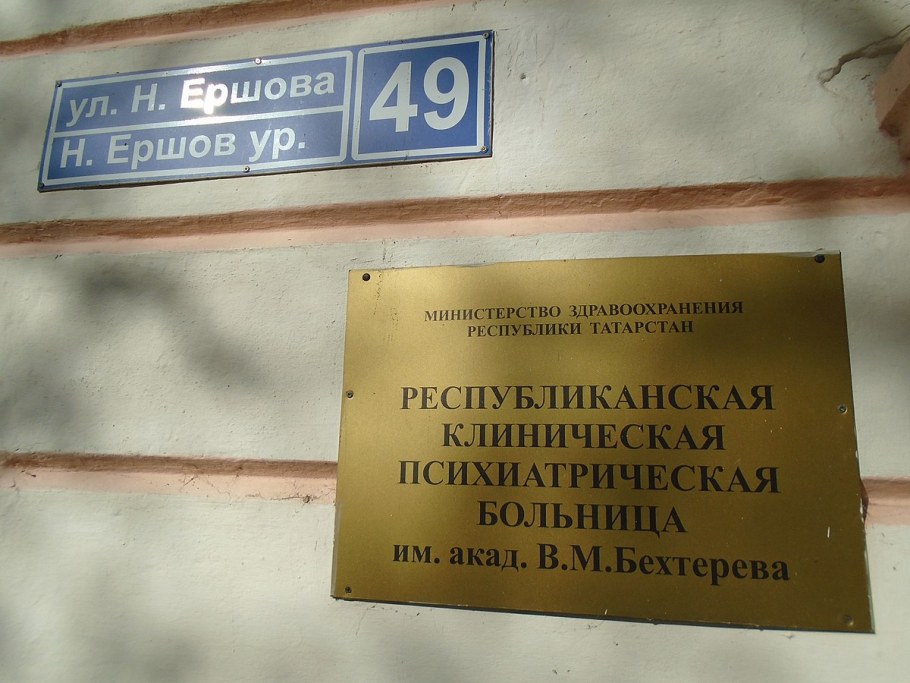 ул. Н. Ершова
Н. Ершов ур.
49
МИНИСТЕРСТВО ЗДРАВООХРАНЕНИЯ
РЕСПУБЛИКИ ТАТАРСТАН
РЕСПУБЛИКАНСКАЯ
КЛИНИЧЕСКАЯ
ПСИХИАТРИЧЕСКАЯ
БОЛЬНИЦА
им. акад. В.М.Бехтерева